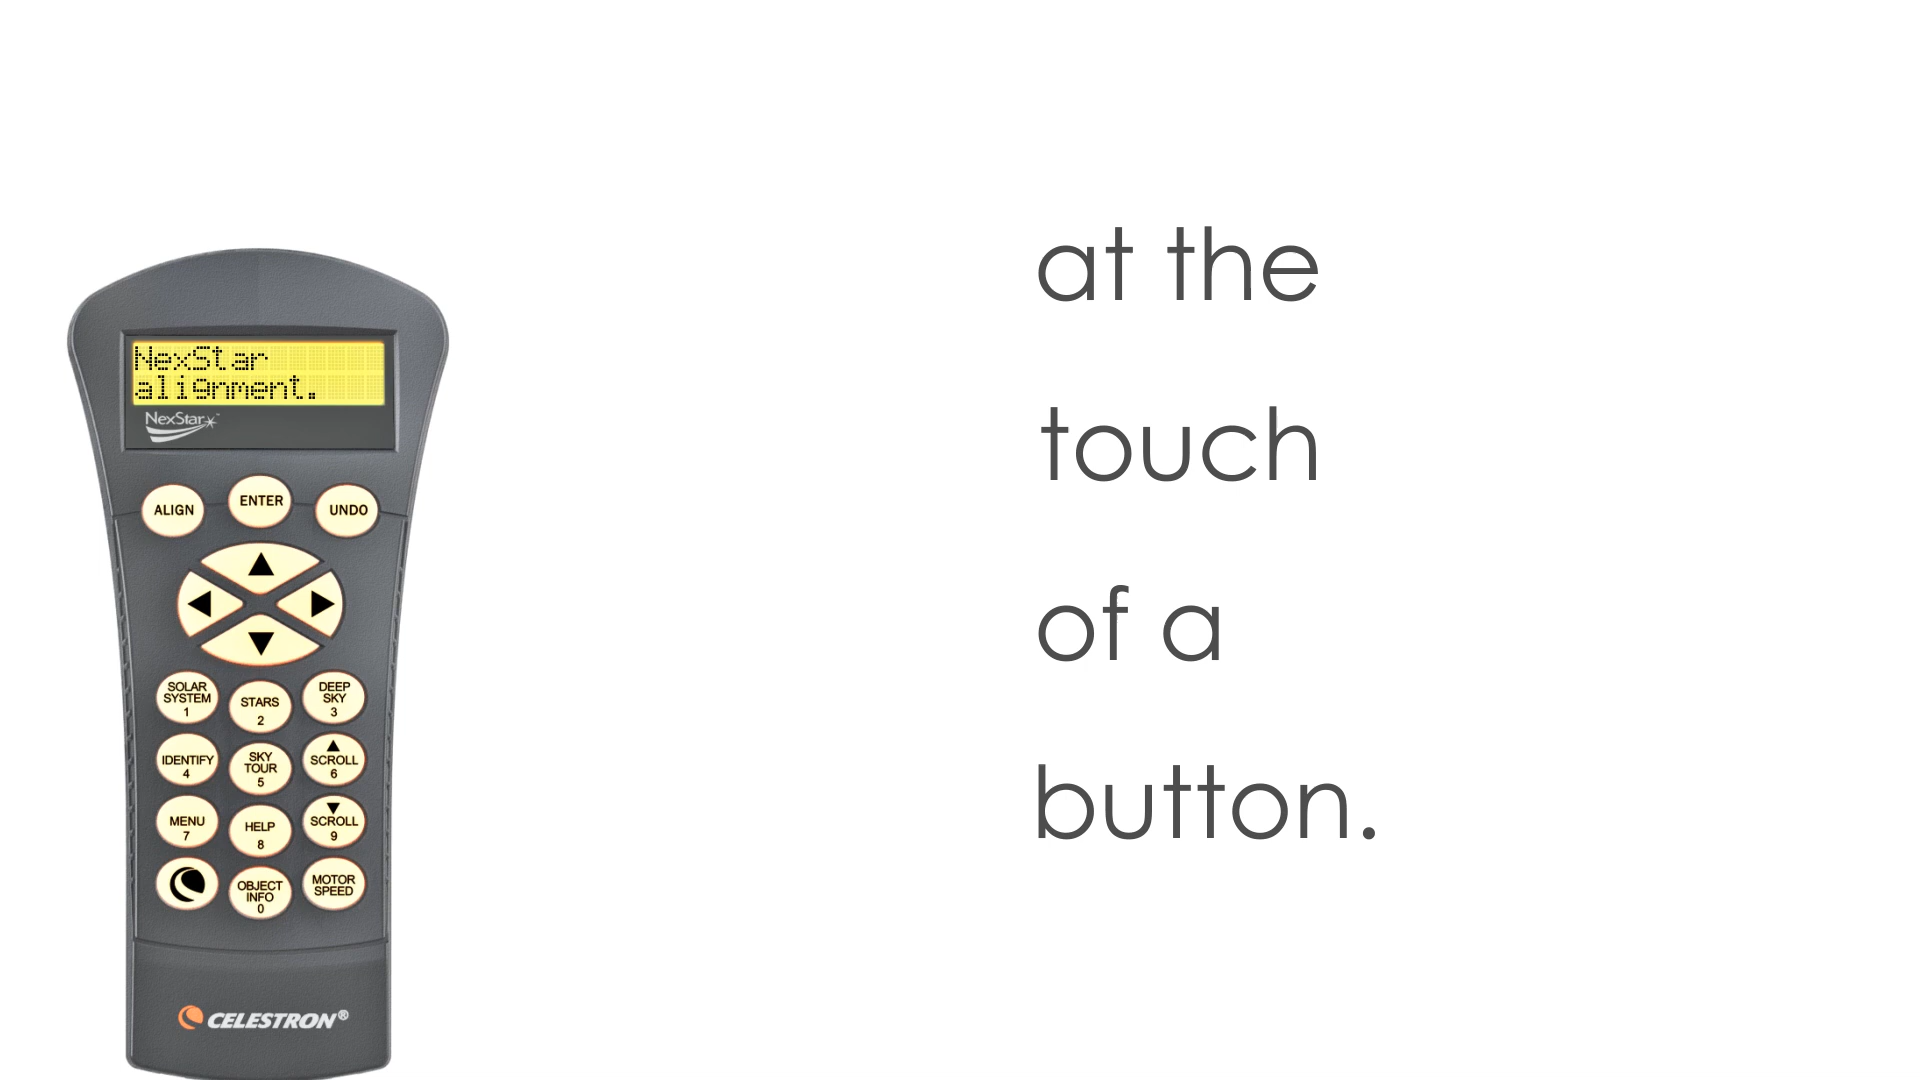 NexStar
alignment.
NexStar
ALIGN
ENTER
UNDO
SOLAR
SYSTEM
1
STARS
2
DEEP
SKY
3
IDENTIFY
4
SKY
TOUR
5
SCROLL
6
MENU
7
HELP
8
SCROLL
9
OBJECT
INFO
0
MOTOR
SPEED
CELESTRON®
at the
touch
of a
button.